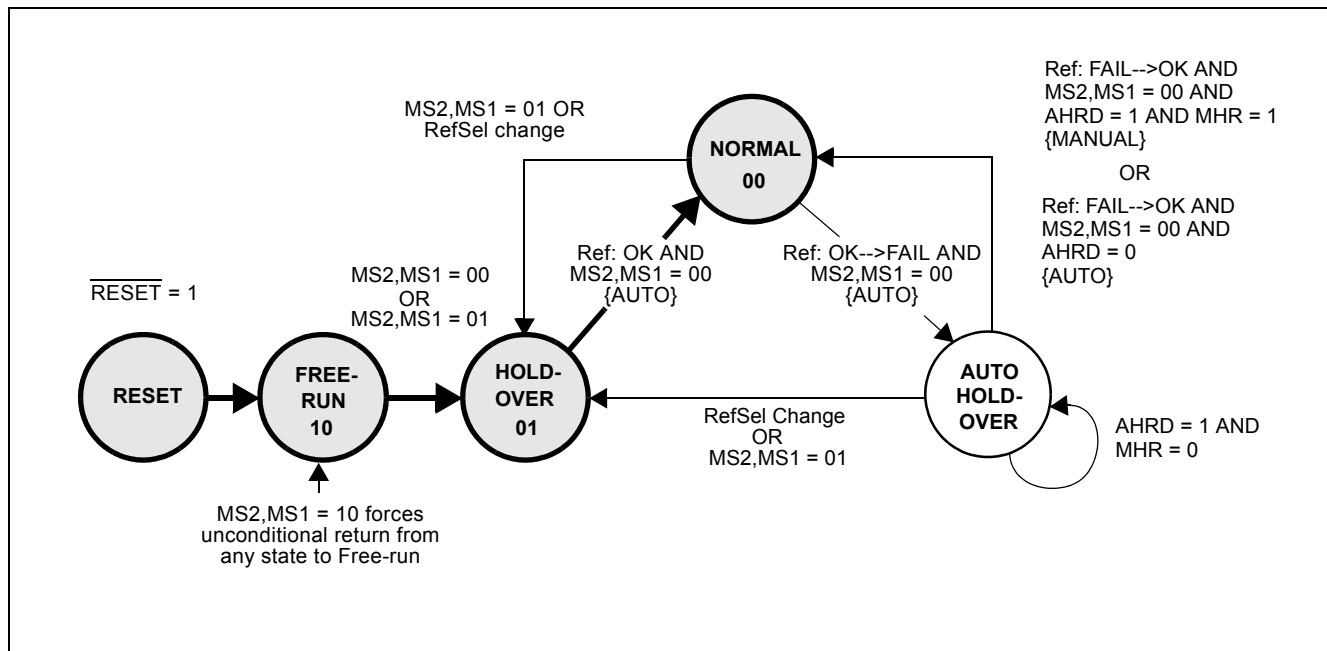 Ref: FAIL-->OK AND
MS2,MS1 = 00 AND
AHRD = 1 AND MHR = 1
{MANUAL}
OR
Ref: FAIL-->OK AND
MS2,MS1 = 00 AND
AHRD = 0
{AUTO}
MS2,MS1 = 01 OR
RefSel change
NORMAL
00
Ref: OK AND
MS2,MS1 = 00
{AUTO}
Ref: OK-->FAIL AND
MS2,MS1 = 00
{AUTO}
RESET = 1
MS2,MS1 = 00
OR
MS2,MS1 = 01
RESET
FREE-
RUN
10
HOLD-
OVER
01
AUTO
HOLD-
OVER
RefSel Change
OR
MS2,MS1 = 01
AHRD = 1 AND
MHR = 0
MS2,MS1 = 10 forces
unconditional return from
any state to Free-run